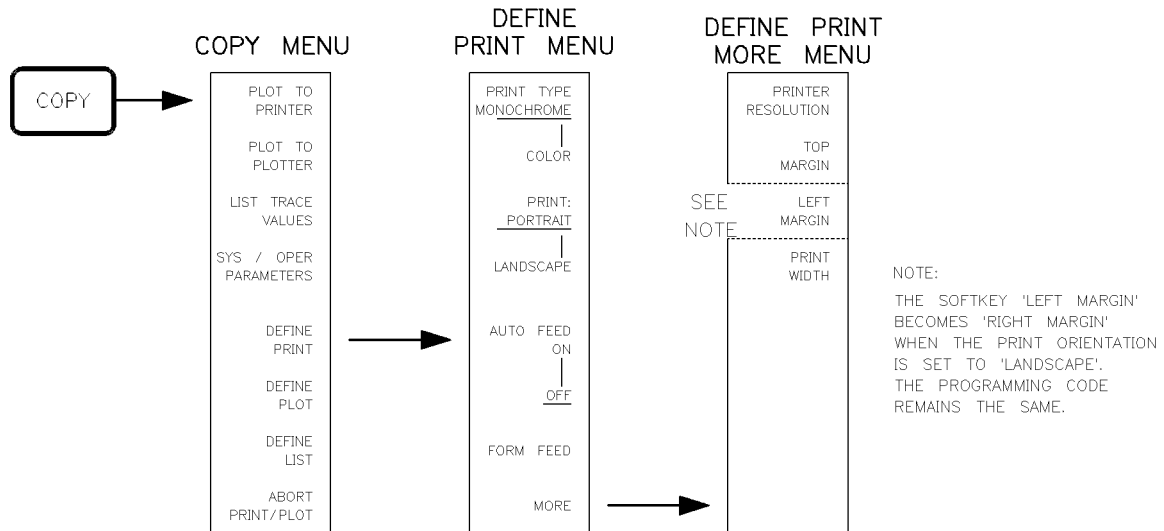 COPY
COPY MENU
PLOT TO
PRINTER
PLOT TO
PLOTTER
LIST TRACE
VALUES
SYS / OPER
PARAMETERS
DEFINE
PRINT
DEFINE
PLOT
DEFINE
LIST
ABORT
PRINT/PLOT
DEFINE
PRINT MENU
PRINT TYPE
MONOCHROME
COLOR
PRINT:
PORTRAIT
LANDSCAPE
AUTO FEED
ON
OFF
FORM FEED
MORE
DEFINE PRINT
MORE MENU
PRINTER
RESOLUTION
TOP
MARGIN
SEE
NOTE
LEFT
MARGIN
PRINT
WIDTH
NOTE:
THE SOFTKEY 'LEFT MARGIN'
BECOMES 'RIGHT MARGIN'
WHEN THE PRINT ORIENTATION
IS SET TO 'LANDSCAPE'.
THE PROGRAMMING CODE
REMAINS THE SAME.